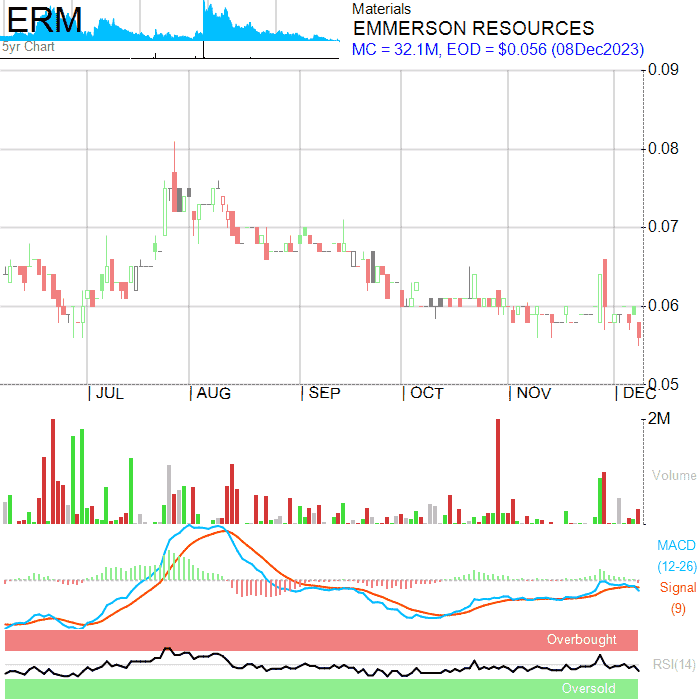 ERM
5yr Chart
Materials
EMMERSON RESOURCES
MC = 32.1M, EOD = $0.056 (08Dec2023)
0.09
0.08
0.07
0.06
0.05
JUL AUG SEP OCT NOV DEC
2M
Volume
MACD
(12-26)
Signal
(9)
Overbought
RSI(14)
Oversold